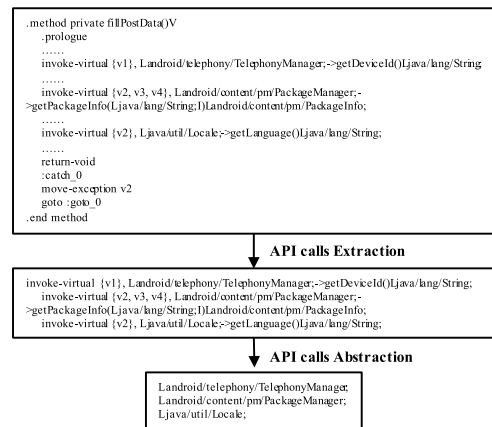 .method private fillPostData()V
.prologue
......
invoke-virtual {v1}, Landroid/telephony/TelephonyManager;->getDeviceId()Ljava/lang/String;
......
invoke-virtual {v2, v3, v4}, Landroid/content/pm/PackageManager;-
>getPackageInfo(Ljava/lang/String;I)Landroid/content/pm/PackageInfo;
......
invoke-virtual {v2}, Ljava/util/Locale;->getLanguage()Ljava/lang/String;
......
return-void
:catch_0
move-exception v2
goto :goto_0
.end method
API calls Extraction
invoke-virtual {v1}, Landroid/telephony/TelephonyManager;->getDeviceId()Ljava/lang/String;
invoke-virtual {v2, v3, v4}, Landroid/content/pm/PackageManager;-
>getPackageInfo(Ljava/lang/String;I)Landroid/content/pm/PackageInfo;
invoke-virtual {v2}, Ljava/util/Locale;->getLanguage()Ljava/lang/String;
API calls Abstraction
Landroid/telephony/TelephonyManager;
Landroid/content/pm/PackageManager;
Ljava/util/Locale;